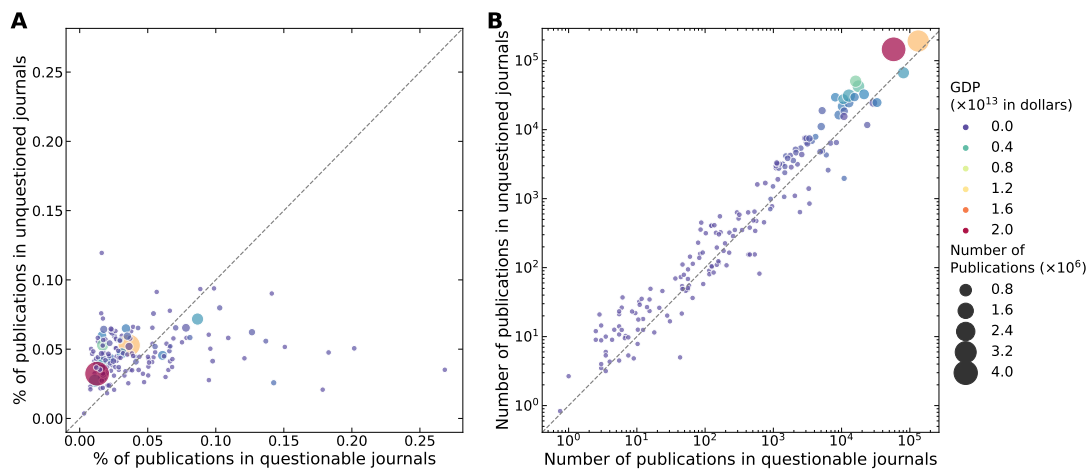 A
B
% of publications in unquestioned journals
0.25
0.20
0.15
0.10
0.05
0.00
0.00 0.05 0.10 0.15 0.20 0.25
% of publications in questionable journals
Number of publications in unquestioned journals
10^5
10^4
10^3
10^2
10^1
10^0
10^0 10^1 10^2 10^3 10^4 10^5
Number of publications in questionable journals
GDP
(×10^13 in dollars)
0.0
0.4
0.8
1.2
1.6
2.0
Number of
Publications (×10^6)
0.8
1.6
2.4
3.2
4.0